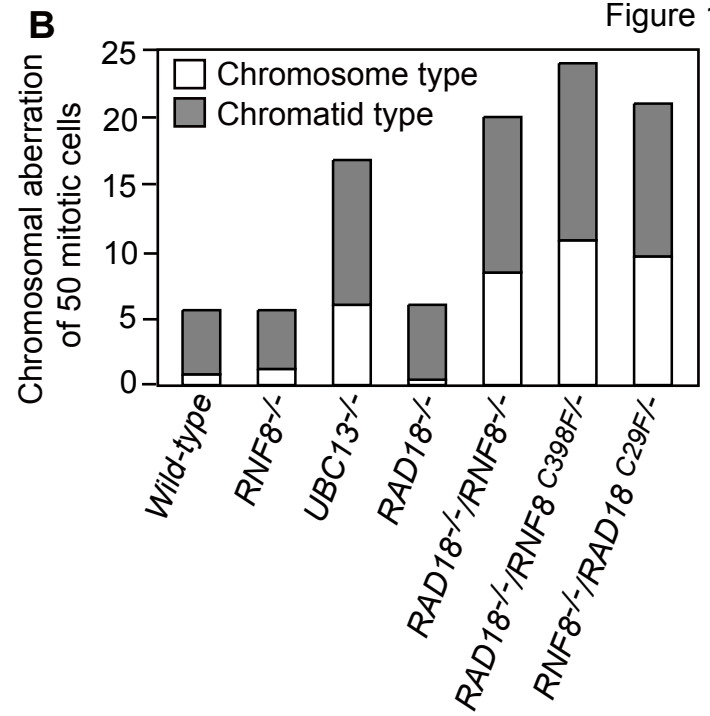 Figure 1
B
Chromosomal aberration
of 50 mitotic cells
25
20
15
10
5
0
Chromosome type
Chromatid type
Wild-type
RNF8-/-
UBC13-/-
RAD18-/-
RAD18-/-/RNF8-/-
RAD18-/-/RNF8 C398F/-
RNF8-/-/RAD18 C29F/-